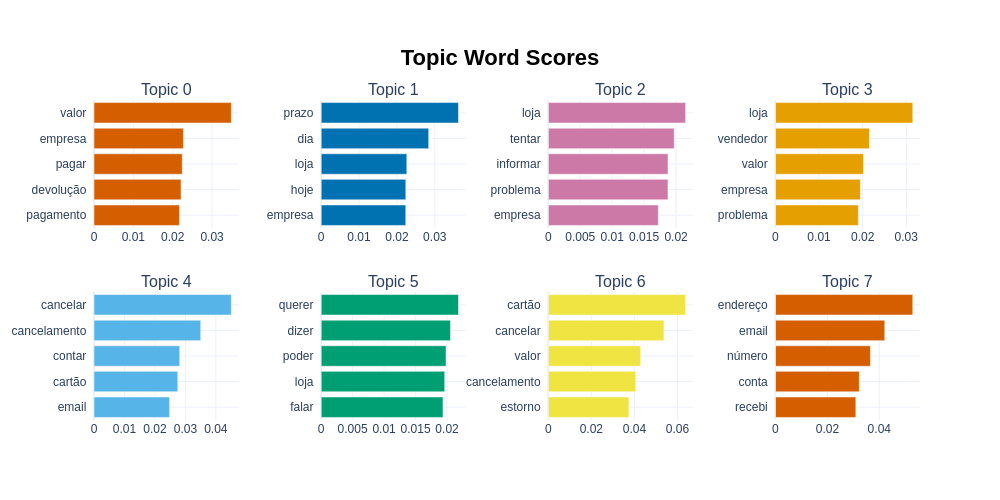 Topic Word Scores
Topic 0
valor
empresa
pagar
devolução
pagamento
0 0.01 0.02 0.03
Topic 1
prazo
dia
loja
hoje
empresa
0 0.01 0.02 0.03
Topic 2
loja
tentar
informar
problema
empresa
0 0.005 0.01 0.015 0.02
Topic 3
loja
vendedor
valor
empresa
problema
0 0.01 0.02 0.03
Topic 4
cancelar
cancelamento
contar
cartão
email
0 0.01 0.02 0.03 0.04
Topic 5
querer
dizer
poder
loja
falar
0 0.005 0.01 0.015 0.02
Topic 6
cartão
cancelar
valor
cancelamento
estorno
0 0.02 0.04 0.06
Topic 7
endereço
email
número
conta
recebi
0 0.02 0.04